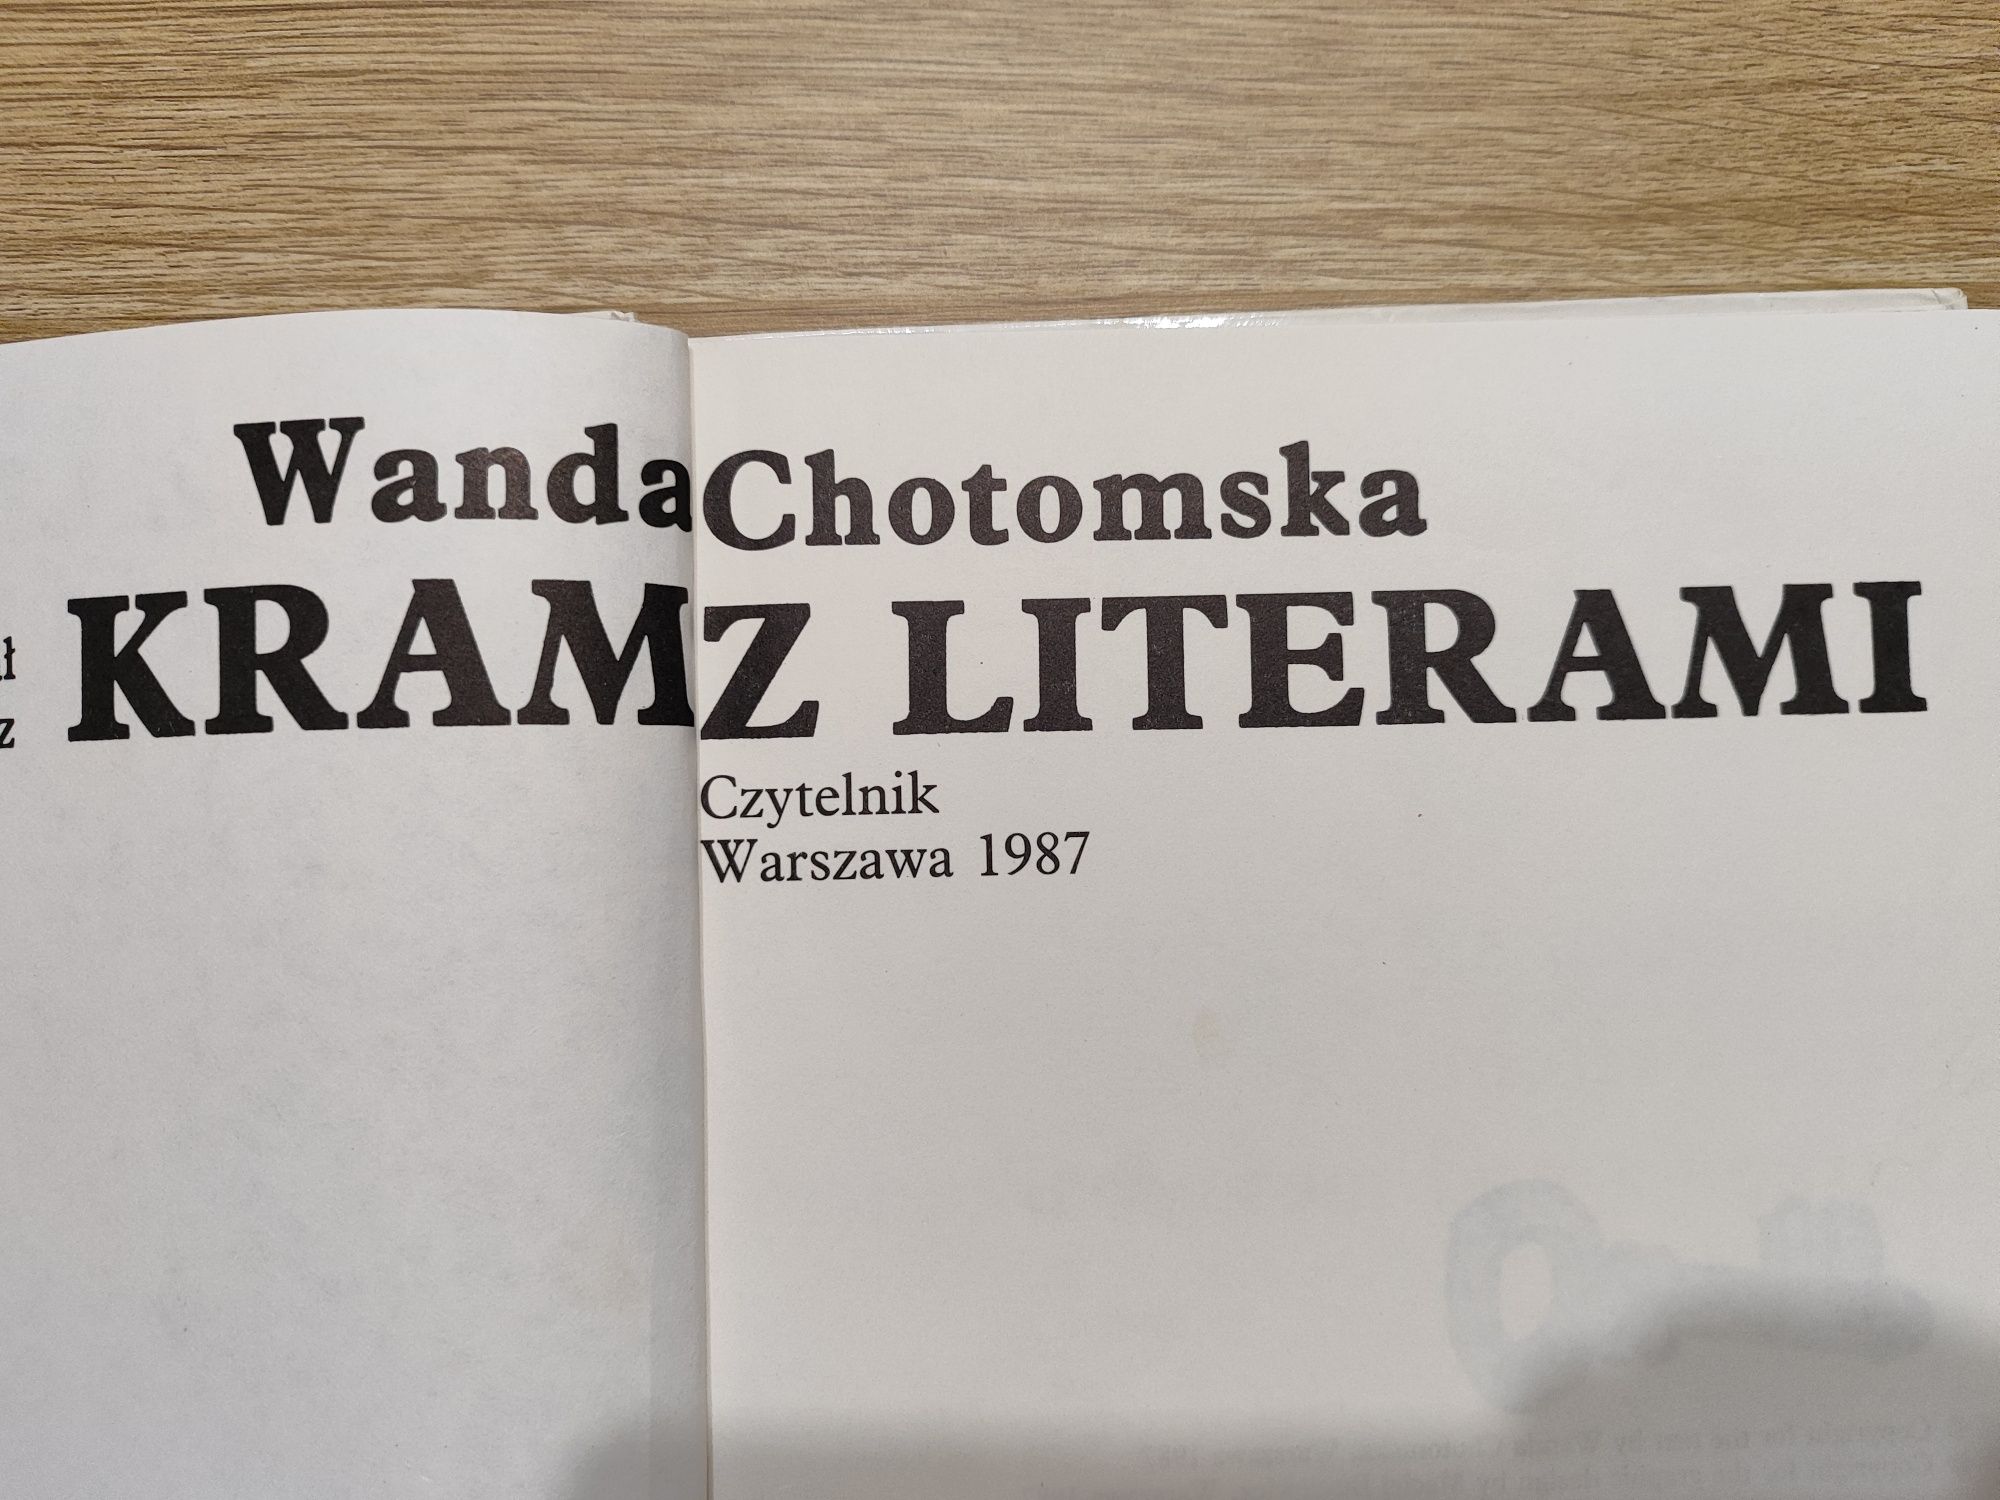 Wanda Chotomska
KRAM Z LITERAMI
Czytelnik
Warszawa 1987